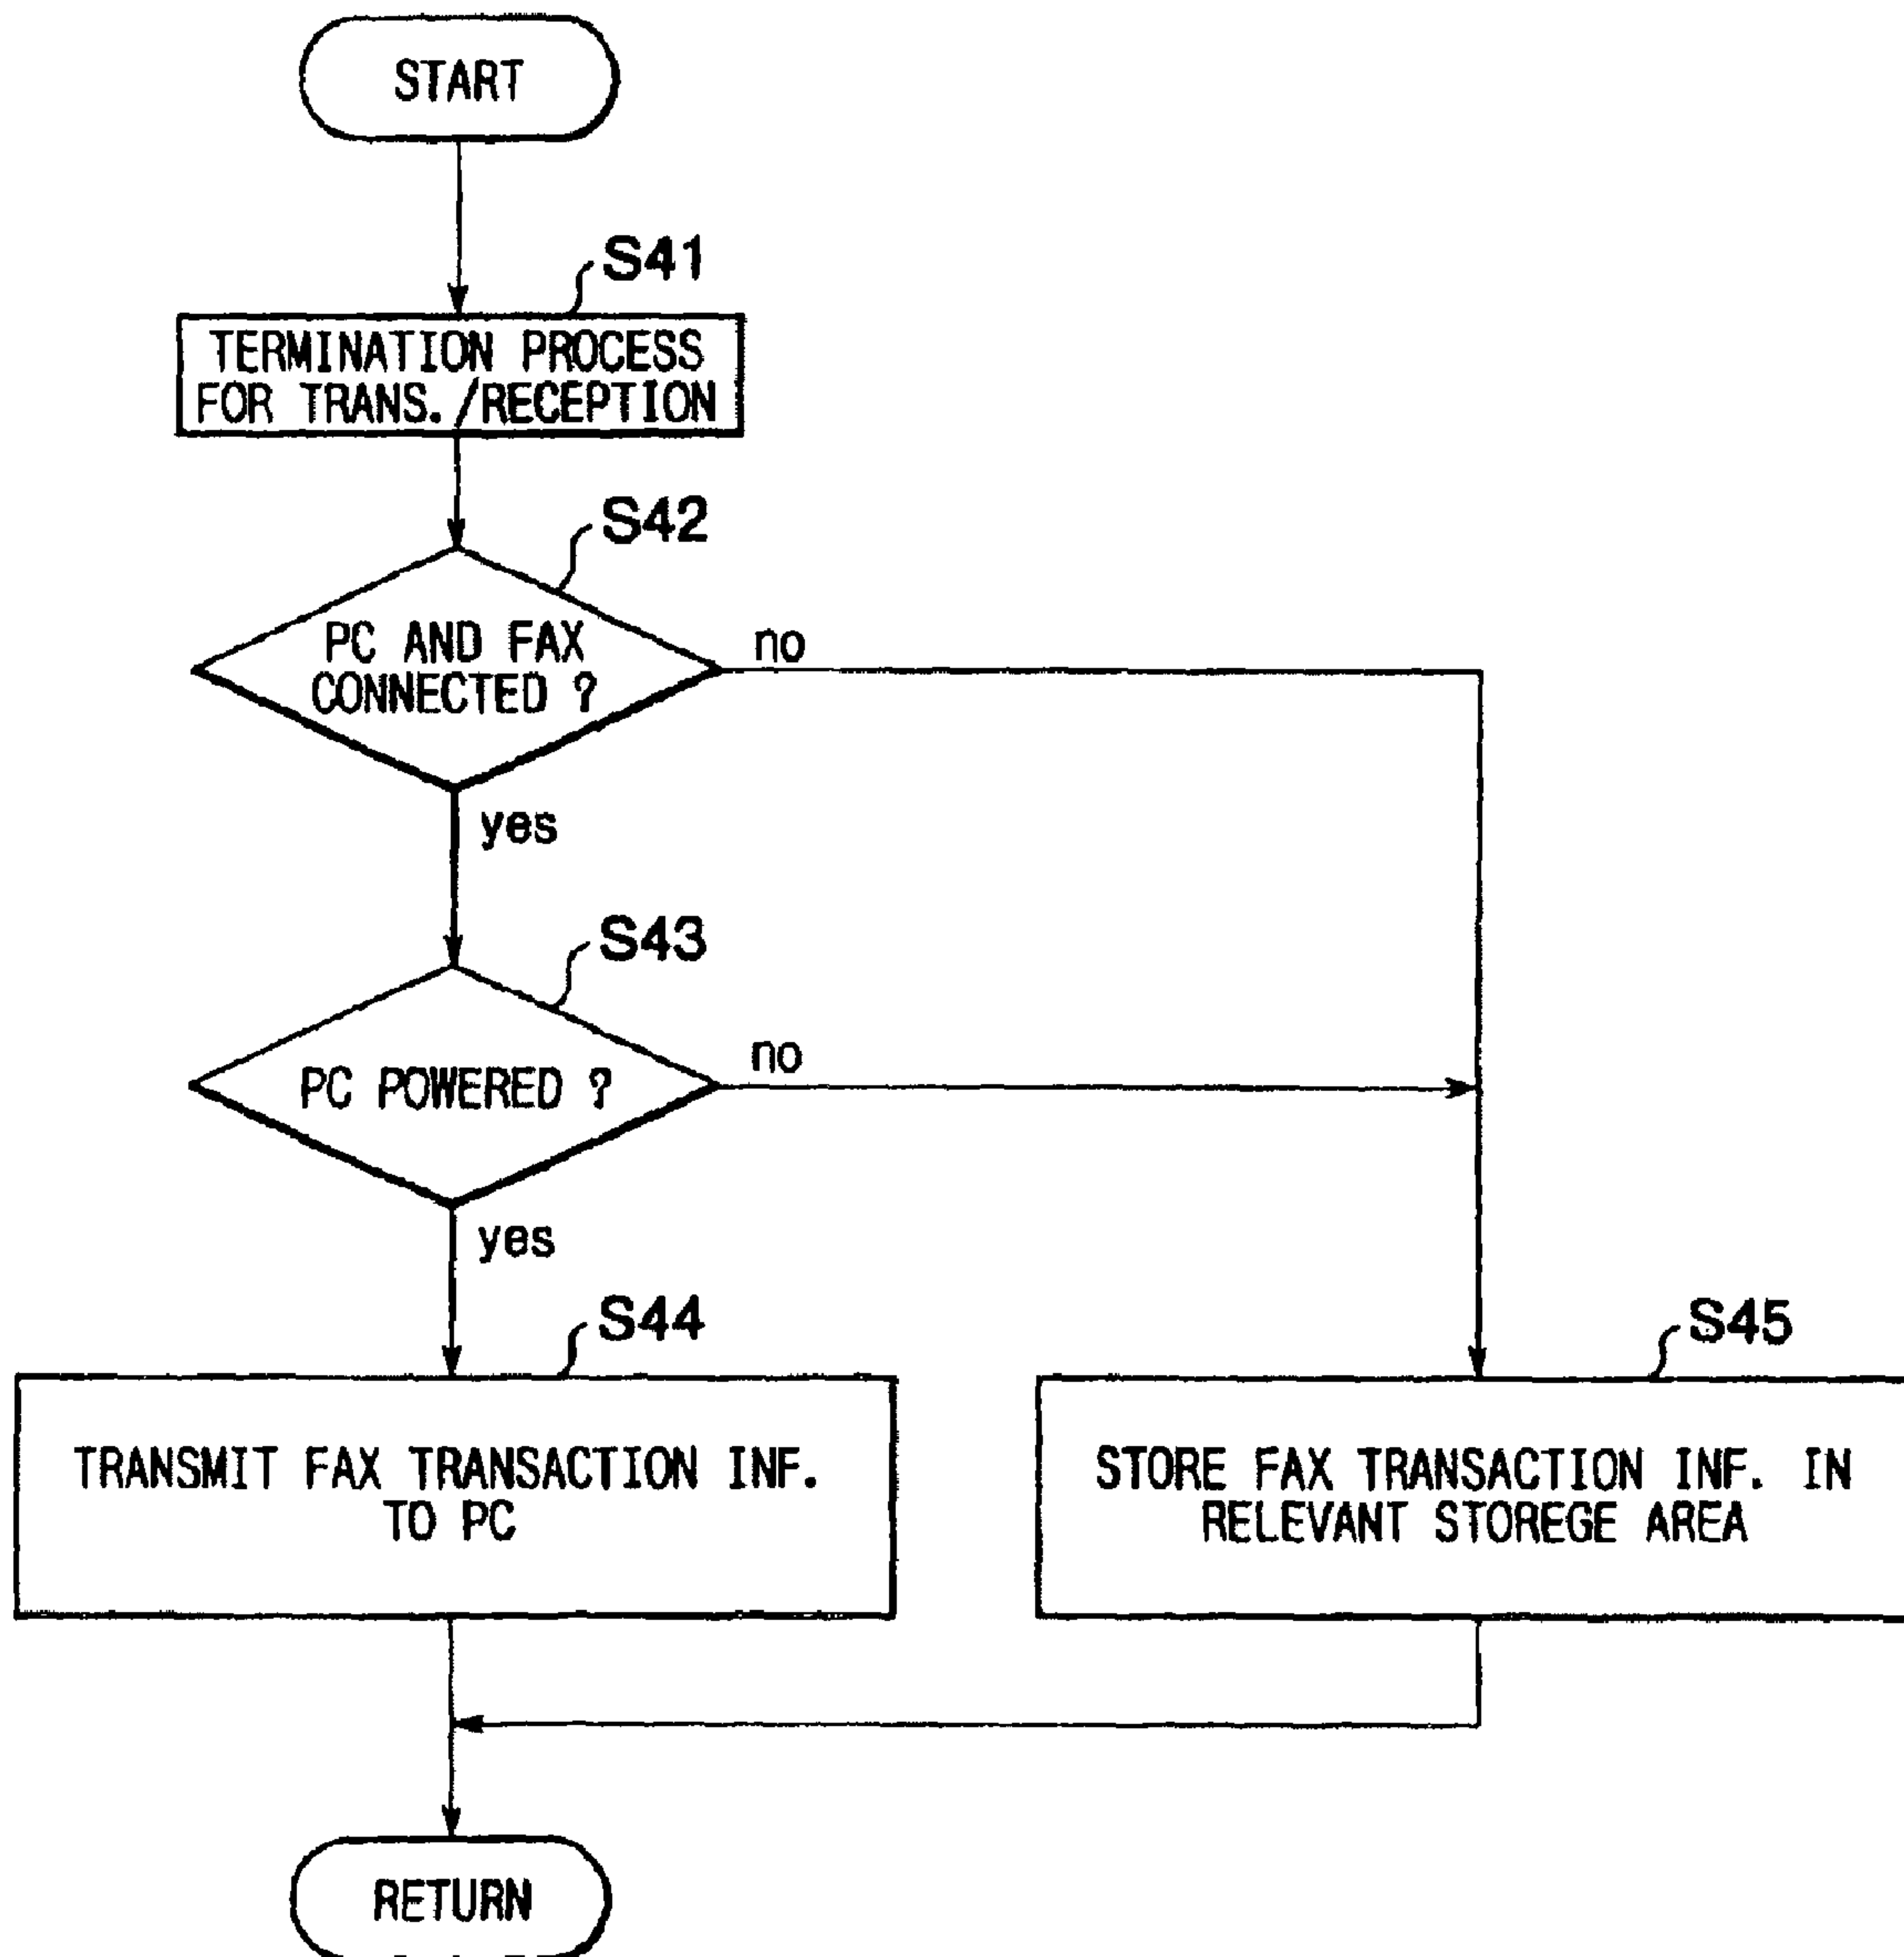 START
S41
TERMINATION PROCESS
FOR TRANS./RECEPTION
S42
PC AND FAX
CONNECTED ?
no
yes
S43
PC POWERED ?
no
yes
S44
TRANSMIT FAX TRANSACTION INF.
TO PC
S45
STORE FAX TRANSACTION INF. IN
RELEVANT STOREGE AREA
RETURN